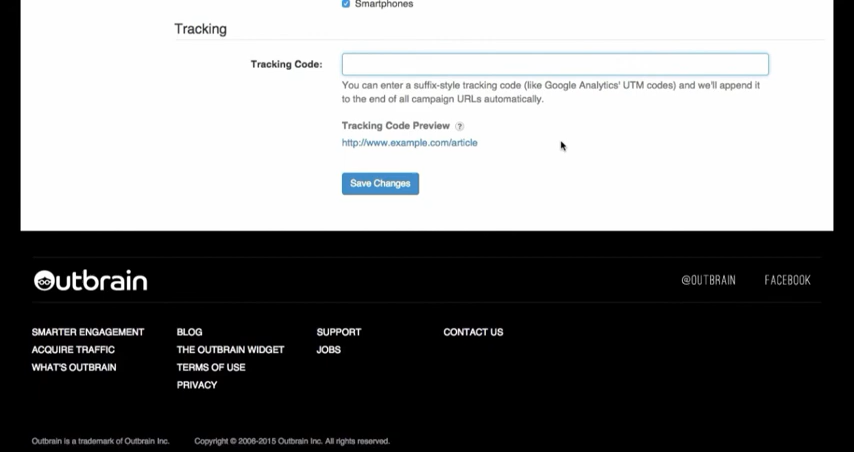 Smartphones
Tracking
Tracking Code:
You can enter a suffix-style tracking code (like Google Analytics' UTM codes) and we'll append it
to the end of all campaign URLs automatically.
Tracking Code Preview ?
http://www.example.com/article
Save Changes
Outbrain
@OUTBRAIN FACEBOOK
SMARTER ENGAGEMENT BLOG SUPPORT CONTACT US
ACQUIRE TRAFFIC THE OUTBRAIN WIDGET JOBS
WHAT'S OUTBRAIN TERMS OF USE
PRIVACY
Outbrain is a trademark of Outbrain Inc. Copyright © 2006-2015 Outbrain Inc. All rights reserved.